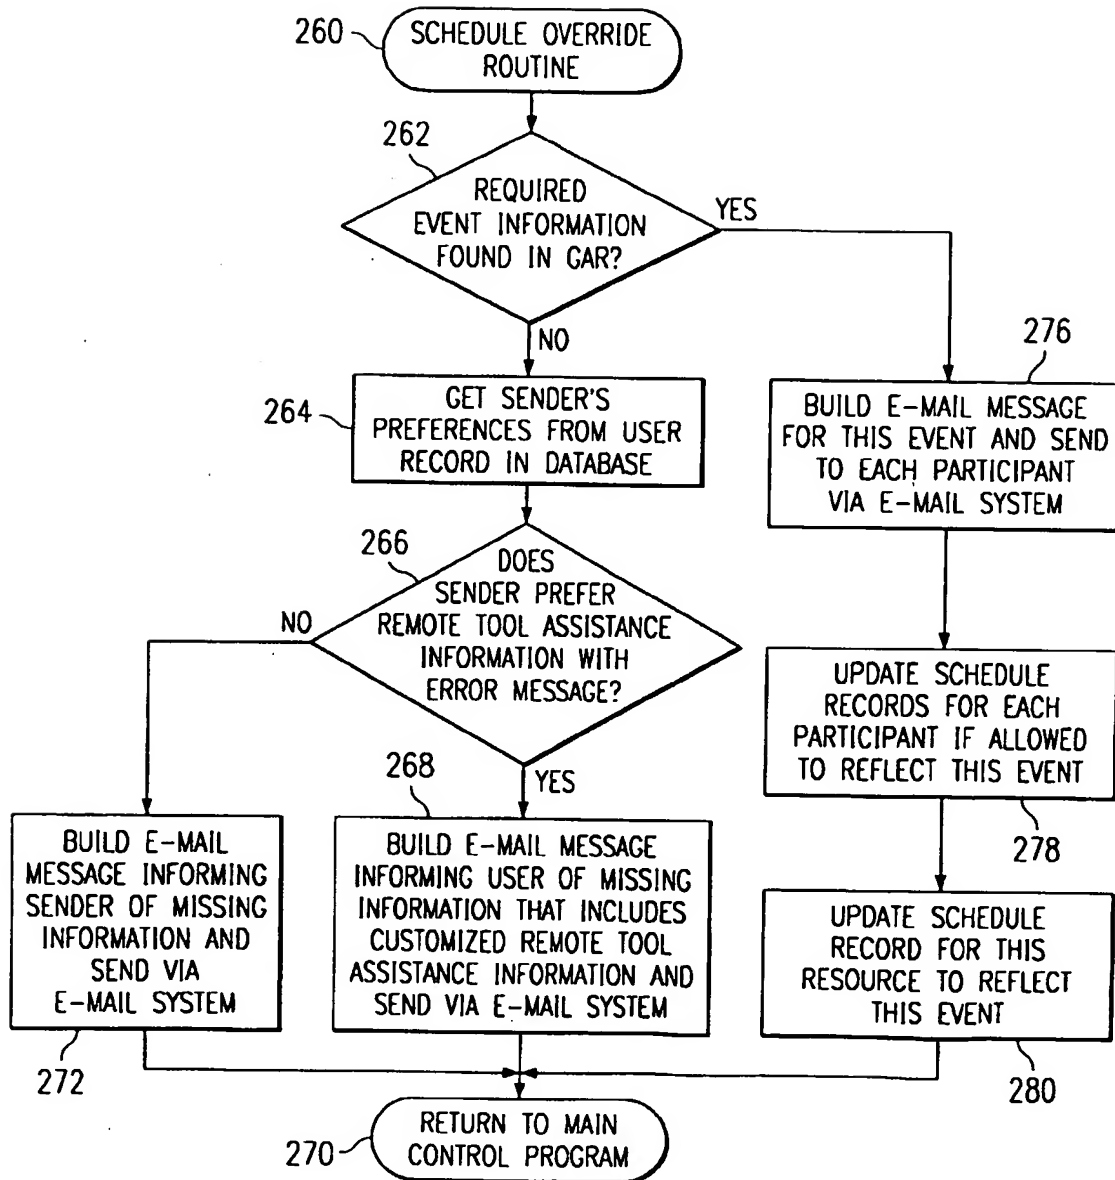 260
SCHEDULE OVERRIDE
ROUTINE
262
REQUIRED
EVENT INFORMATION
FOUND IN GAR?
YES
NO
264
GET SENDER'S
PREFERENCES FROM USER
RECORD IN DATABASE
276
BUILD E-MAIL MESSAGE
FOR THIS EVENT AND SEND
TO EACH PARTICIPANT
VIA E-MAIL SYSTEM
266
DOES
SENDER PREFER
REMOTE TOOL ASSISTANCE
INFORMATION WITH
ERROR MESSAGE?
NO
YES
UPDATE SCHEDULE
RECORDS FOR EACH
PARTICIPANT IF ALLOWED
TO REFLECT THIS EVENT
278
268
BUILD E-MAIL
MESSAGE INFORMING
SENDER OF MISSING
INFORMATION AND
SEND VIA
E-MAIL SYSTEM
272
BUILD E-MAIL MESSAGE
INFORMING USER OF MISSING
INFORMATION THAT INCLUDES
CUSTOMIZED REMOTE TOOL
ASSISTANCE INFORMATION AND
SEND VIA E-MAIL SYSTEM
UPDATE SCHEDULE
RECORD FOR THIS
RESOURCE TO REFLECT
THIS EVENT
280
270
RETURN TO MAIN
CONTROL PROGRAM